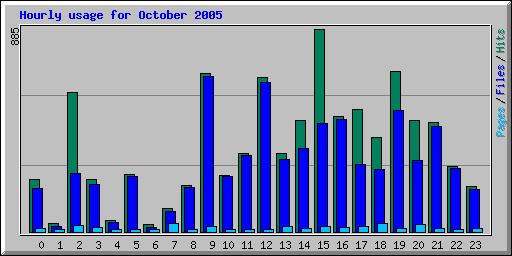 Hourly usage for October 2005
885
Pages / Files / Hits
0 1 2 3 4 5 6 7 8 9 10 11 12 13 14 15 16 17 18 19 20 21 22 23